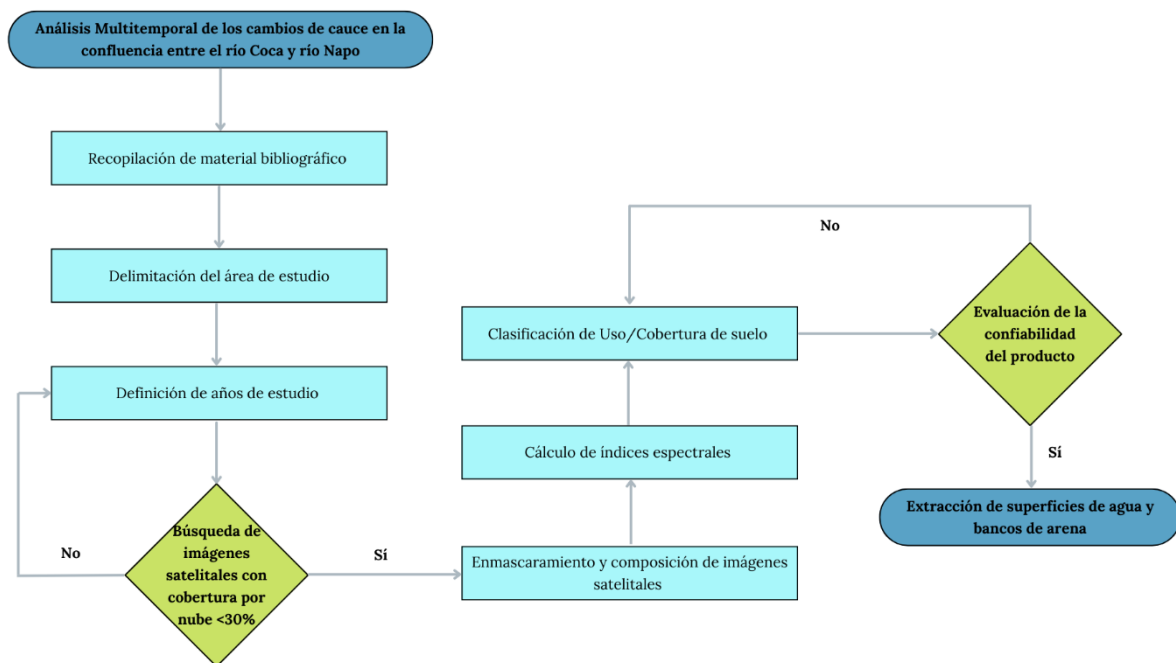 Análisis Multitemporal de los cambios de cauce en la
confluencia entre el río Coca y río Napo
Recopilación de material bibliográfico
Delimitación del área de estudio
Definición de años de estudio
Búsqueda de
imágenes
satelitales con
cobertura por
nube <30%
No
Sí
Enmascaramiento y composición de imágenes
satelitales
Cálculo de índices espectrales
Clasificación de Uso/Cobertura de suelo
Evaluación de la
confiabilidad
del producto
No
Sí
Extracción de superficies de agua y
bancos de arena